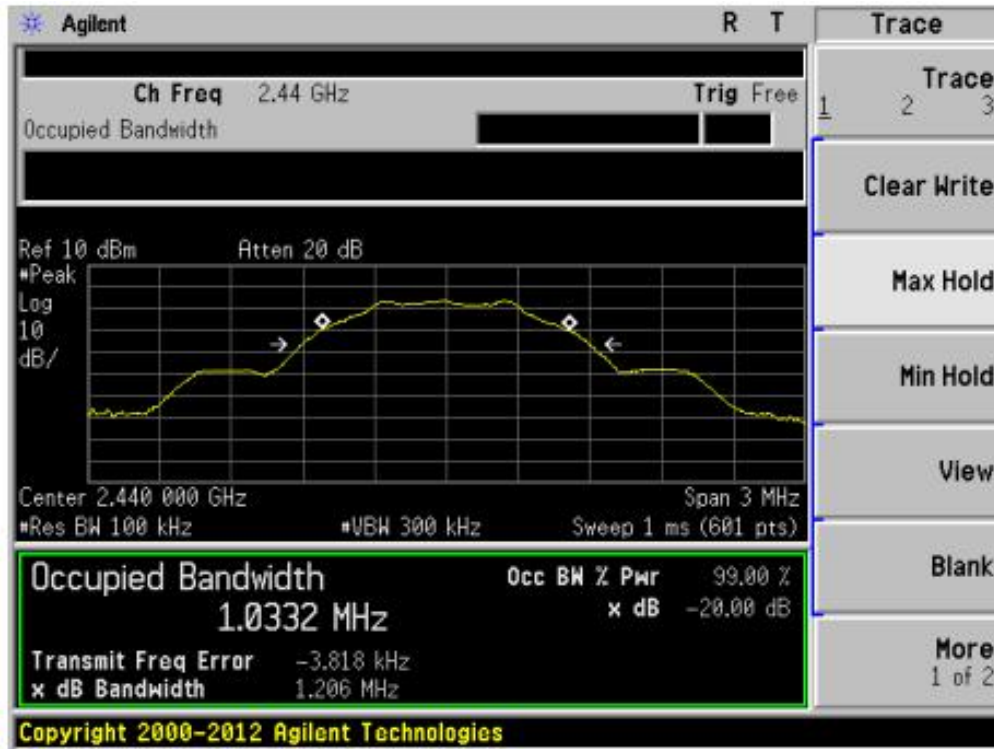 Agilent R T Trace
Ch Freq 2.44 GHz Trig Free
Occupied Bandwidth
Trace
1 2 3
Clear Write
Max Hold
Min Hold
View
Blank
More
1 of 2
Ref 10 dBm Atten 20 dB
#Peak
Log
10
dB/
Center 2.440 000 GHz Span 3 MHz
#Res BW 100 kHz #VBW 300 kHz Sweep 1 ms (601 pts)
Occupied Bandwidth Occ BW % Pwr 99.00 %
1.0332 MHz x dB -20.00 dB
Transmit Freq Error -3.818 kHz
x dB Bandwidth 1.206 MHz
Copyright 2000-2012 Agilent Technologies